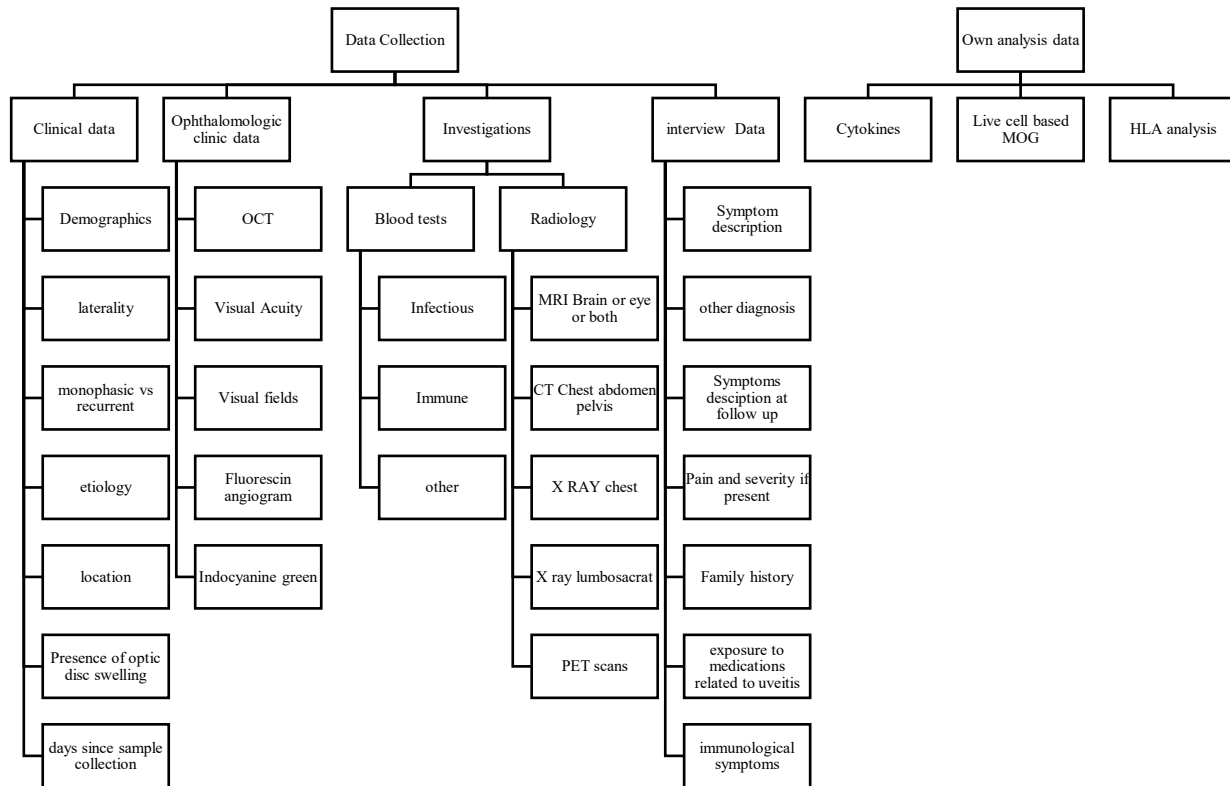 Data Collection
Own analysis data
Clinical data
Ophthalomologic
clinic data
Investigations
interview Data
Cytokines
Live cell based
MOG
HLA analysis
Demographics
laterality
monophasic vs
recurrent
etiology
location
Presence of optic
disc swelling
days since sample
collection
OCT
Visual Acuity
Visual fields
Fluorescin
angiogram
Indocyanine green
Blood tests
Infectious
Immune
other
Radiology
MRI Brain or eye
or both
CT Chest abdomen
pelvis
X RAY chest
X ray lumbosacrat
PET scans
Symptom
description
other diagnosis
Symptoms
desciption at
follow up
Pain and severity if
present
Family history
exposure to
medications
related to uveitis
immunological
symptoms